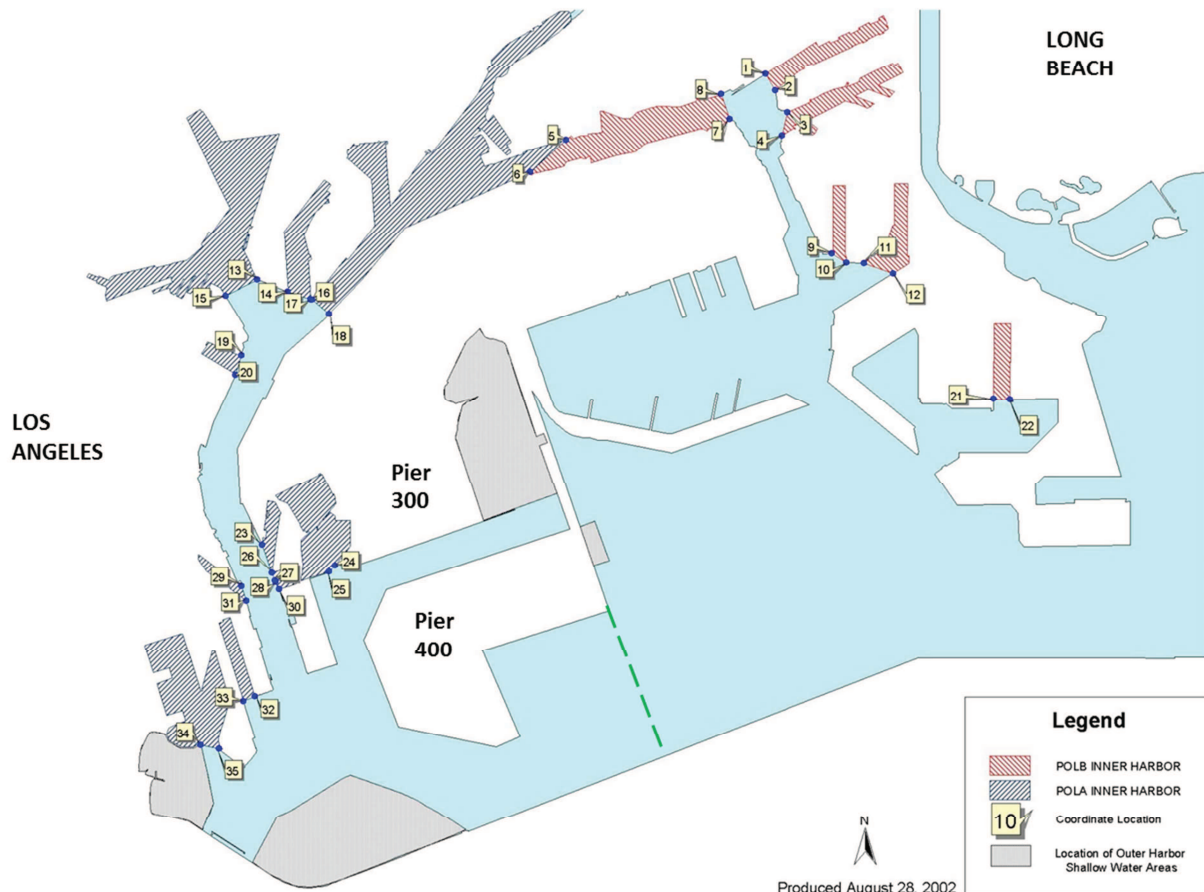 LONG
BEACH
1
2
8
3
7
4
5
6
9
10
11
12
13
14
15
16
17
18
19
20
21
22
LOS
ANGELES
Pier
300
23
24
26
27
25
28
29
30
31
Pier
400
33
32
34
35
Legend
POLB INNER HARBOR
POLA INNER HARBOR
10 Coordinate Location
Location of Outer Harbor
Shallow Water Areas
N
Produced August 28, 2002